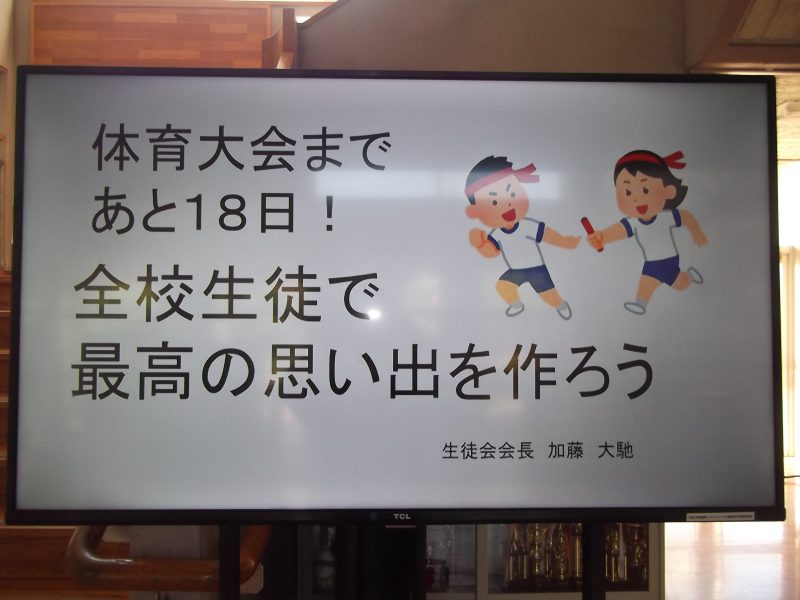 体育大会まで
あと１８日！
全校生徒で
最高の思い出を作ろう
生徒会会長　加藤　大馳
TCL